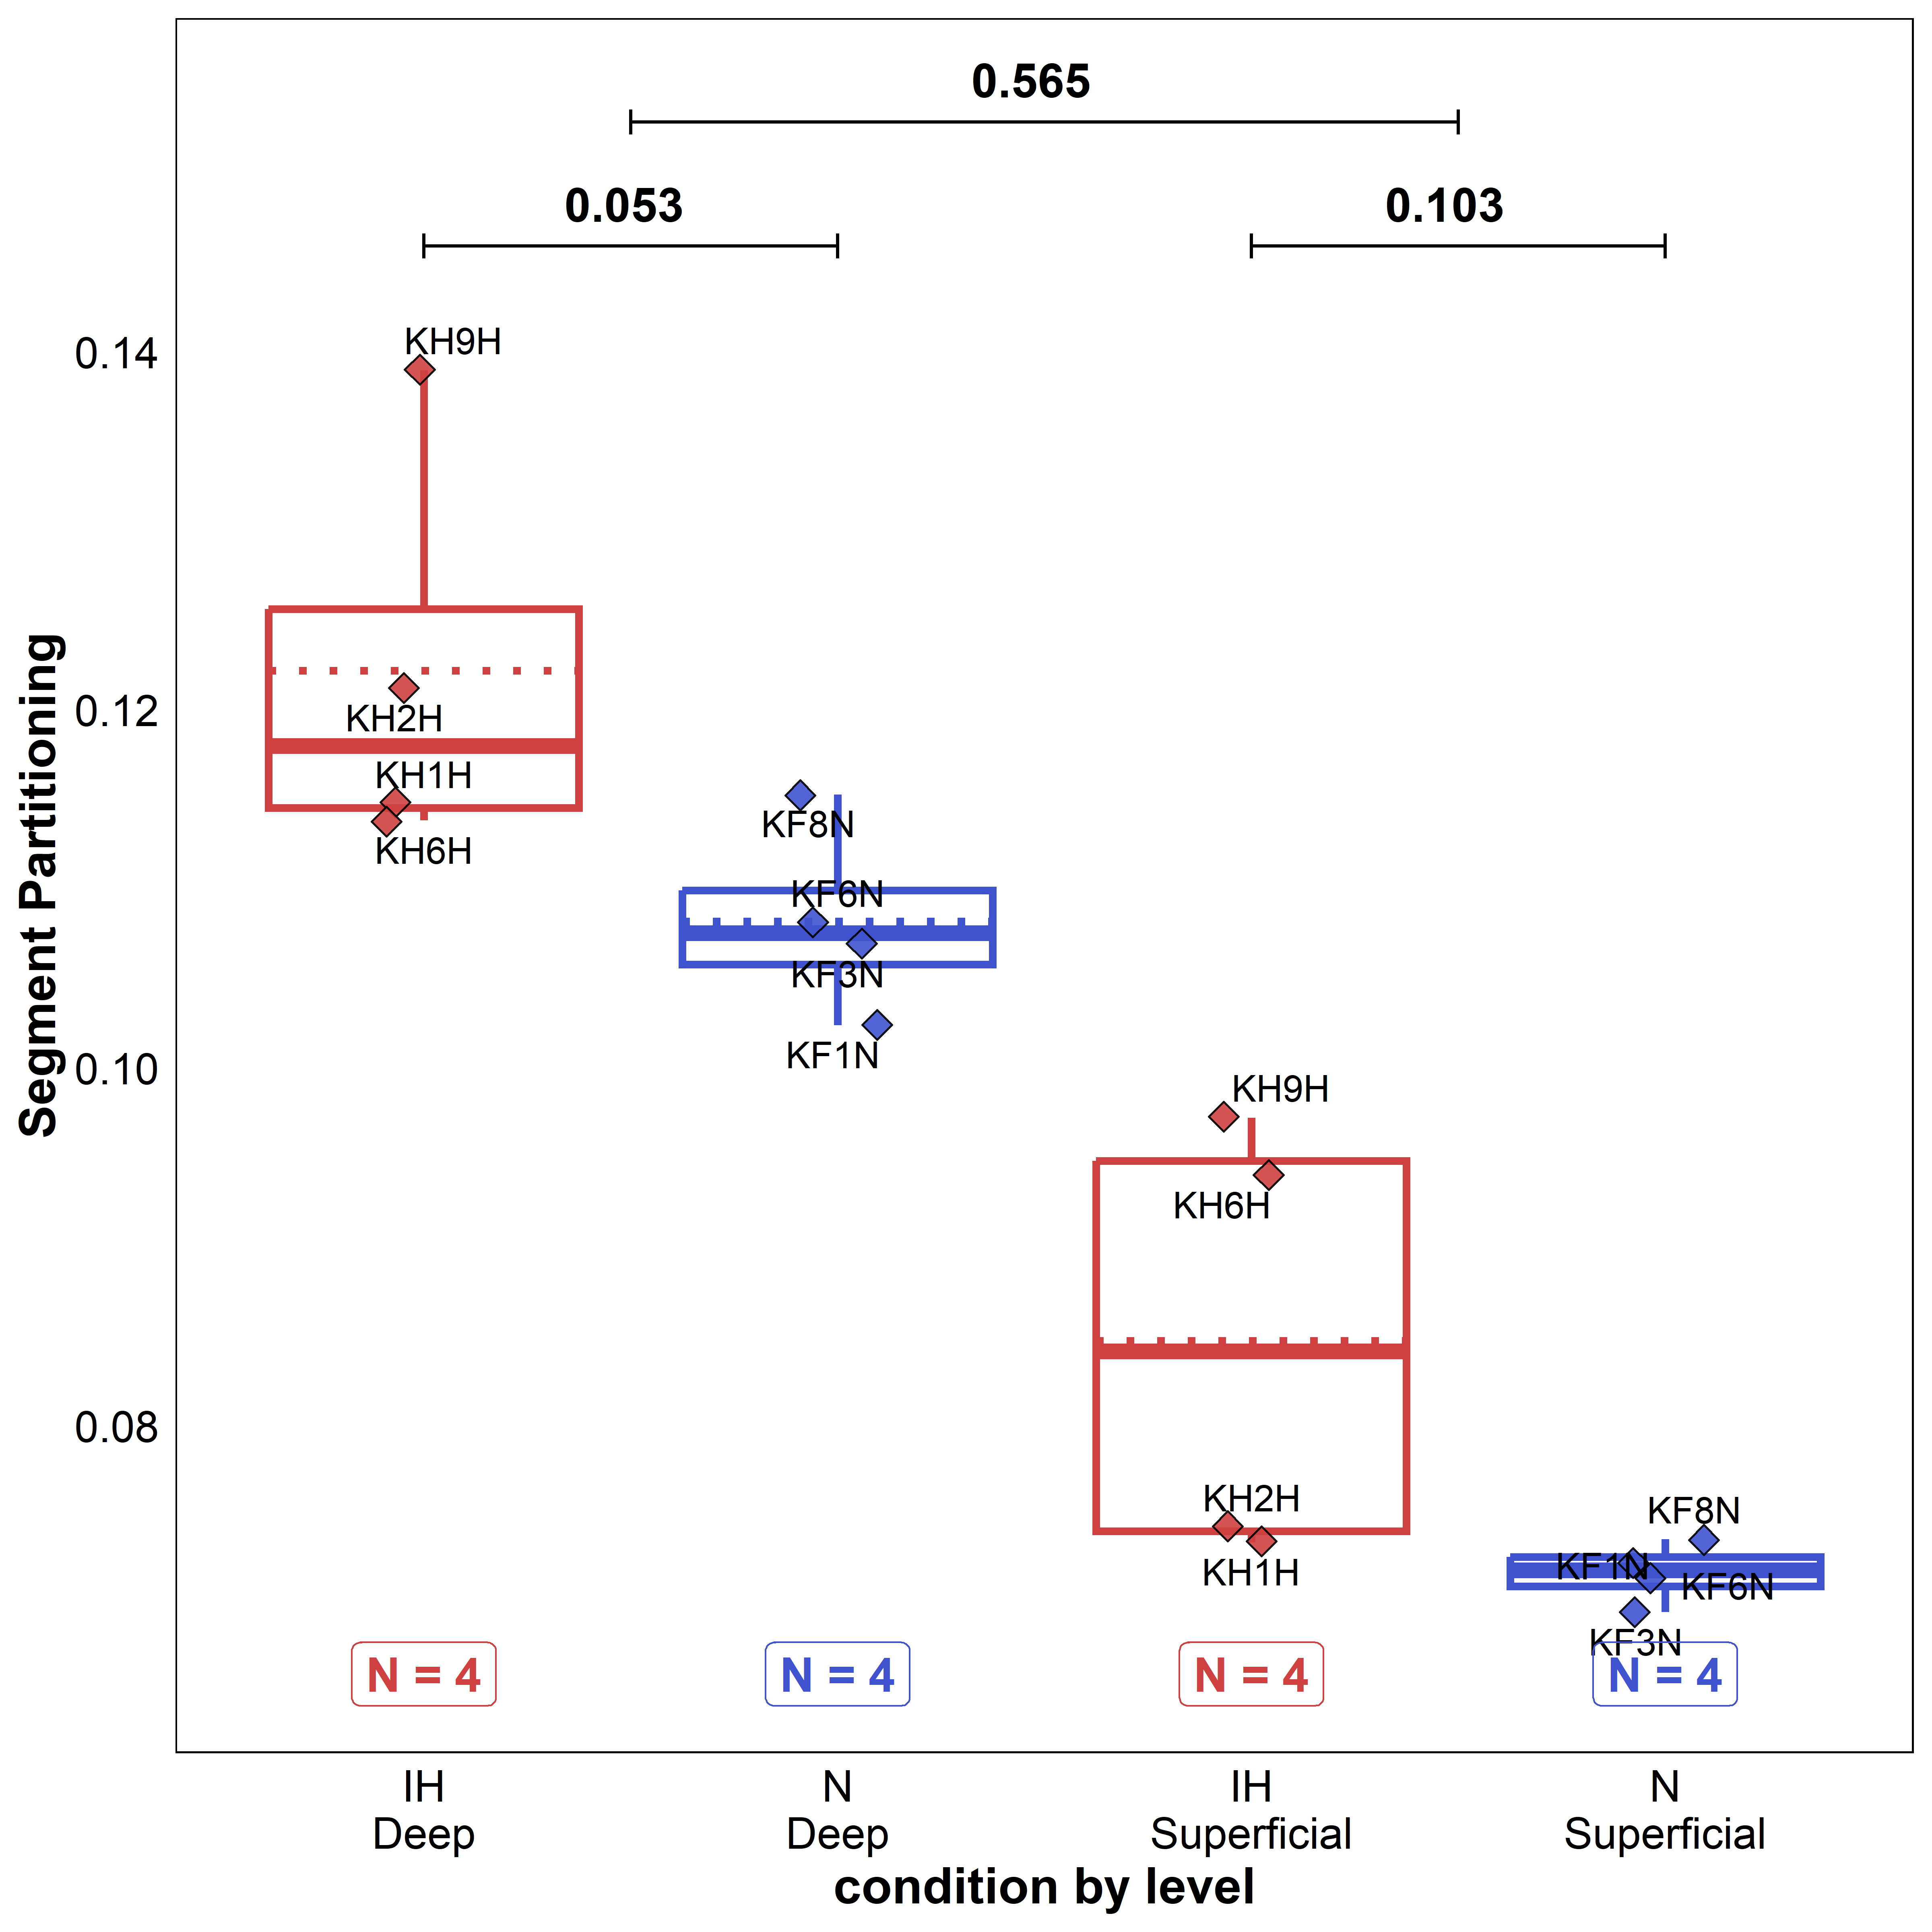 0.565
0.053
0.103
0.14
0.12
0.10
0.08
Segment Partitioning
KH9H
KH2H
KH1H
KH6H
KF8N
KF6N
KF3N
KF1N
KH9H
KH6H
KH2H
KH1H
KF8N
KF1N
KF6N
KF3N
N = 4
N = 4
N = 4
N = 4
IH
Deep
N
Deep
IH
Superficial
N
Superficial
condition by level